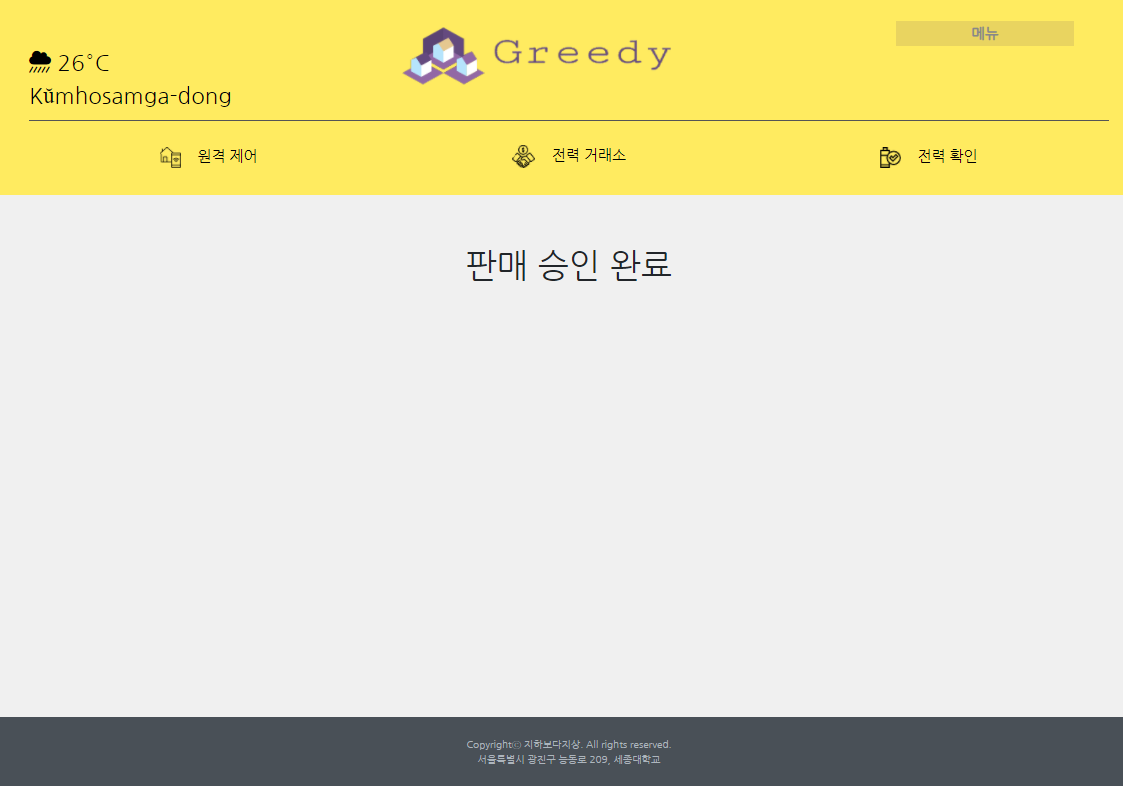 메뉴
Greedy
26°C
Kŭmhosamga-dong
원격 제어
전력 거래소
전력 확인
판매 승인 완료
Copyrightⓒ 지하보다지상. All rights reserved.
서울특별시 광진구 능동로 209, 세종대학교